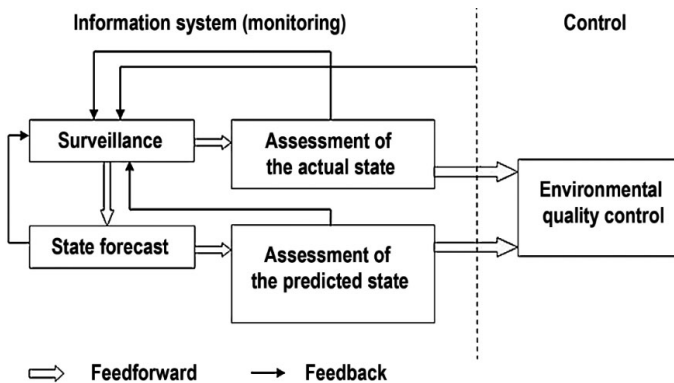 Information system (monitoring)
Control
Surveillance
Assessment of
the actual state
Environmental
quality control
State forecast
Assessment of
the predicted state
Feedforward
Feedback